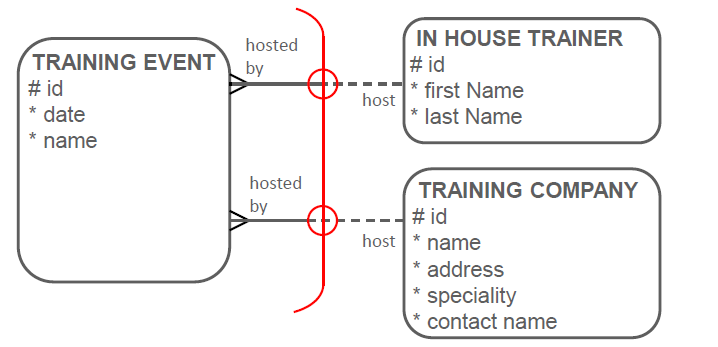 TRAINING EVENT
# id
* date
* name
hosted
by
host
IN HOUSE TRAINER
# id
* first Name
* last Name
hosted
by
host
TRAINING COMPANY
# id
* name
* address
* speciality
* contact name